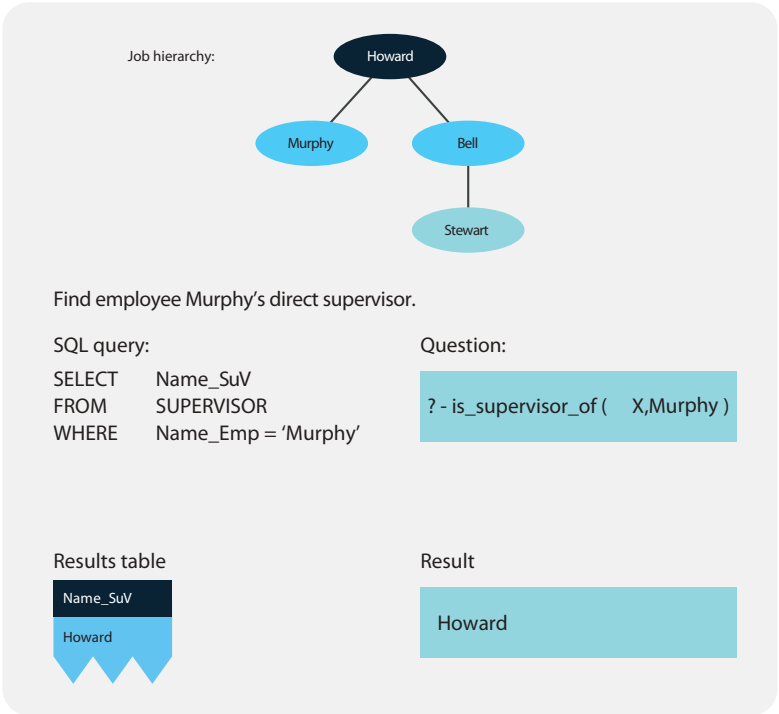 Job hierarchy:
Howard
Murphy
Bell
Stewart
Find employee Murphy’s direct supervisor.
SQL query:
SELECT Name_SuV
FROM SUPERVISOR
WHERE Name_Emp = ‘Murphy’
Question:
? - is_supervisor_of ( X,Murphy )
Results table
Name_SuV
Howard
Result
Howard